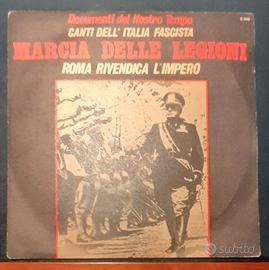 Documenti del Nostro Tempo
CANTI DELL' ITALIA FASCISTA
MARCIA DELLE LEGIONI
ROMA RIVENDICA L'IMPERO
subito